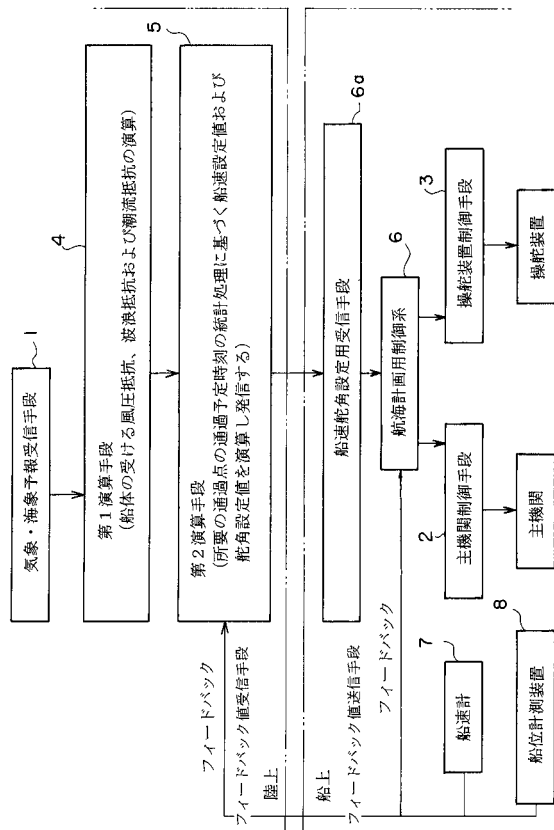 気象・海象予報受信手段
1
4
第1演算手段
(船体の受ける風圧抵抗、波浪抵抗および潮流抵抗の演算)
5
第2演算手段
(所要の通過点の通過予定時刻の統計処理に基づく船速設定値および
舵角設定値を演算し発信する)
フィードバック
フィードバック値受信手段
陸上
船上
フィードバック値送信手段
船速舵角設定用受信手段
6a
フィードバック
航海計画用制御系
6
2
主機関制御手段
3
操舵装置制御手段
7
船速計
主機関
操舵装置
8
船位計測装置